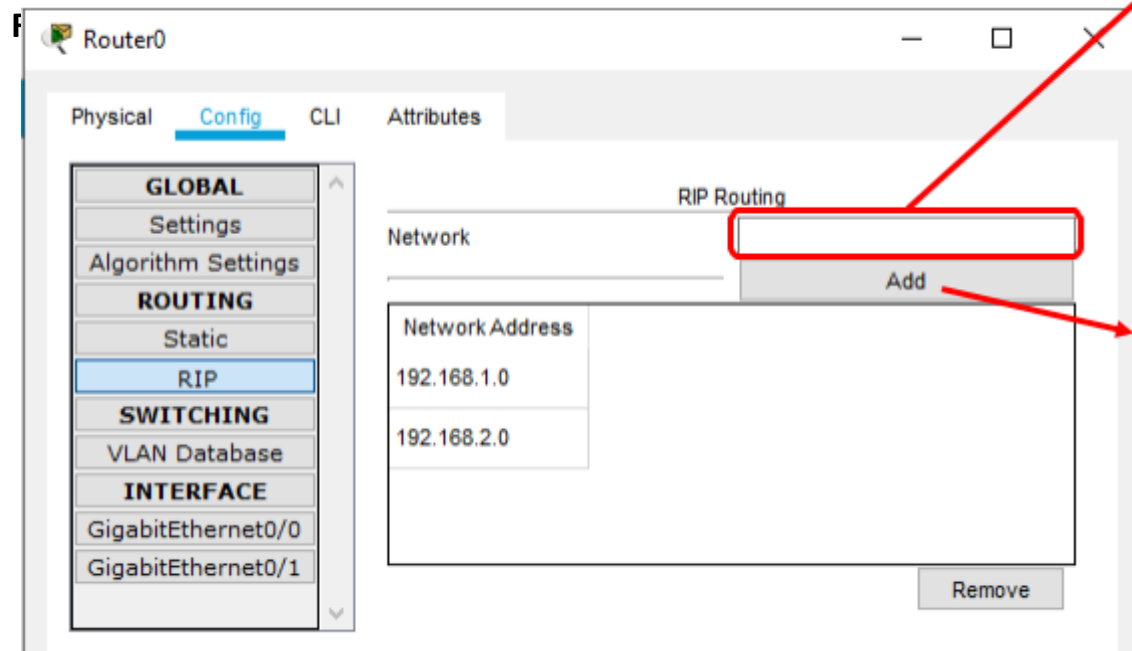 Router0
Physical Config CLI Attributes
GLOBAL
Settings
Algorithm Settings
ROUTING
Static
RIP
SWITCHING
VLAN Database
INTERFACE
GigabitEthernet0/0
GigabitEthernet0/1
RIP Routing
Network
Add
Network Address
192.168.1.0
192.168.2.0
Remove